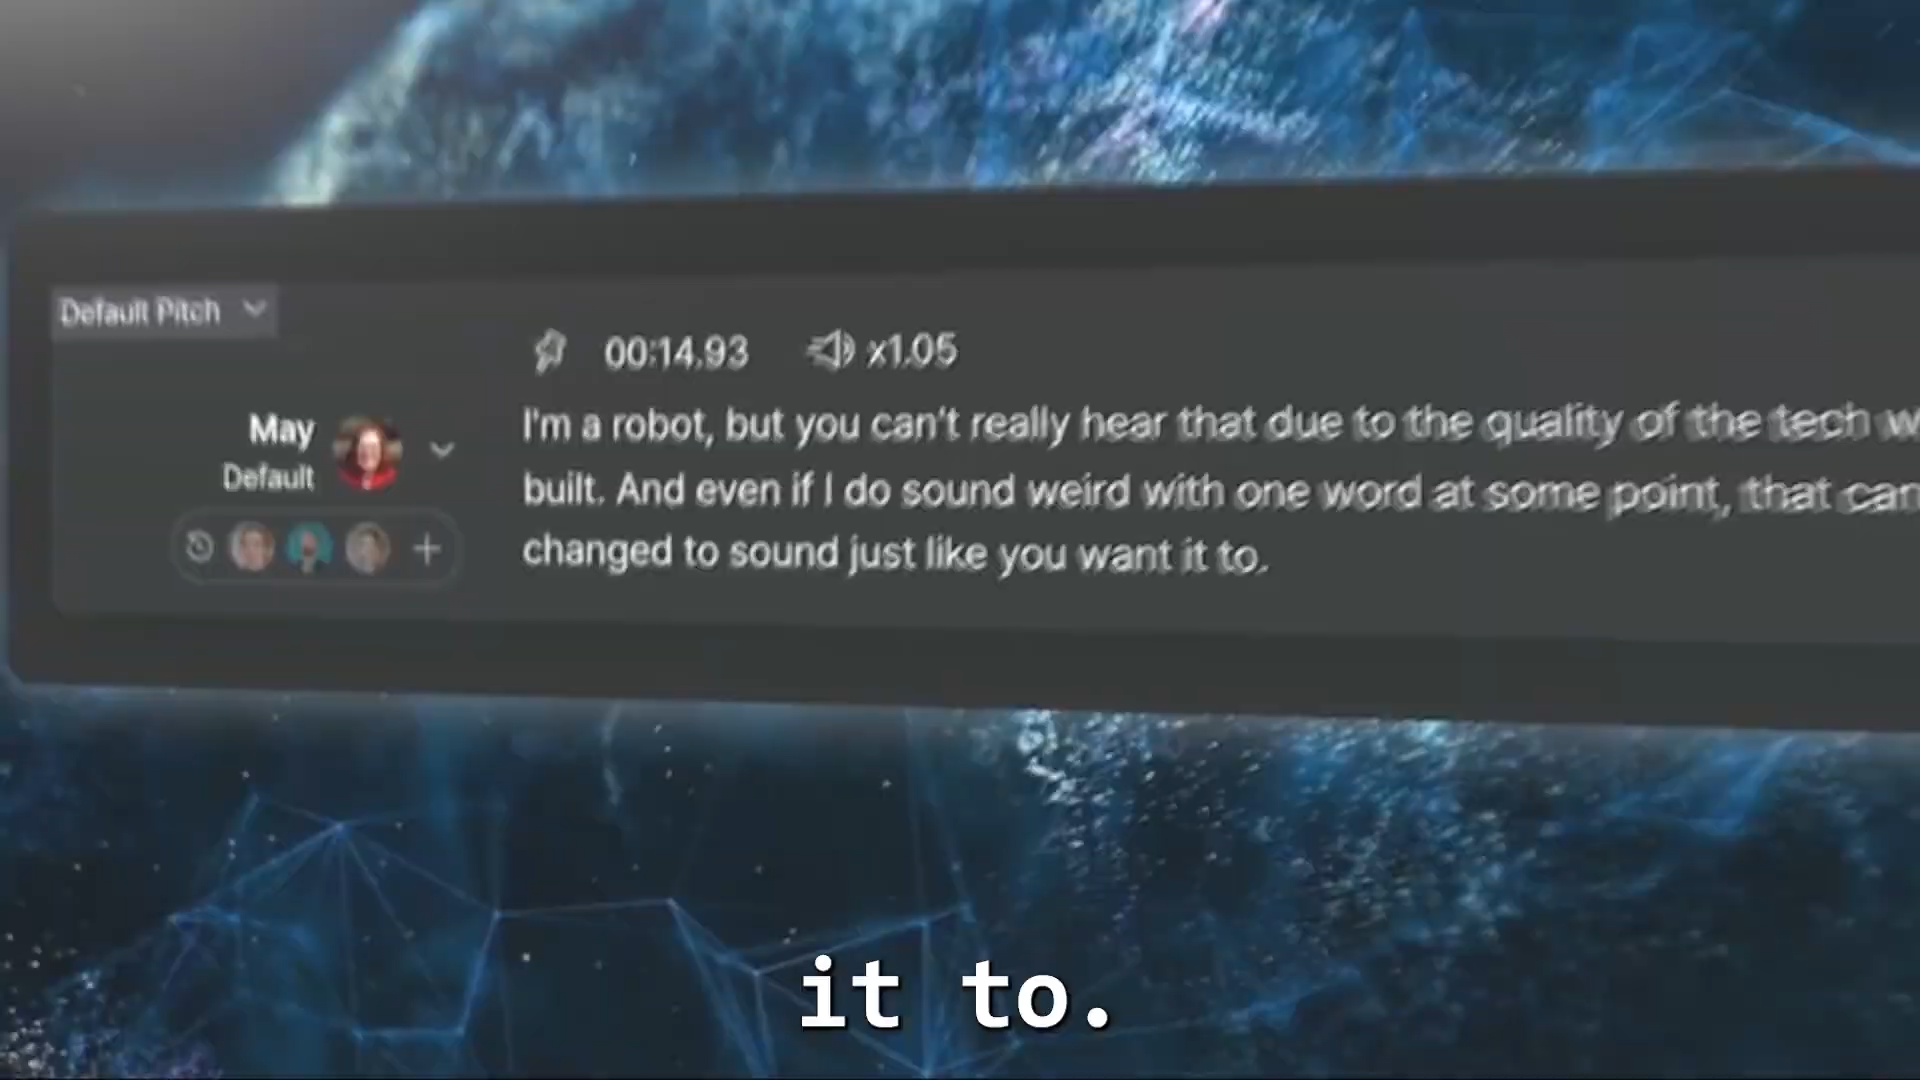 Default Pitch
00:14.93 x1.05
May
Default
I'm a robot, but you can't really hear that due to the quality of the tech
built. And even if I do sound weird with one word at some point, that
changed to sound just like you want it to.
it to.